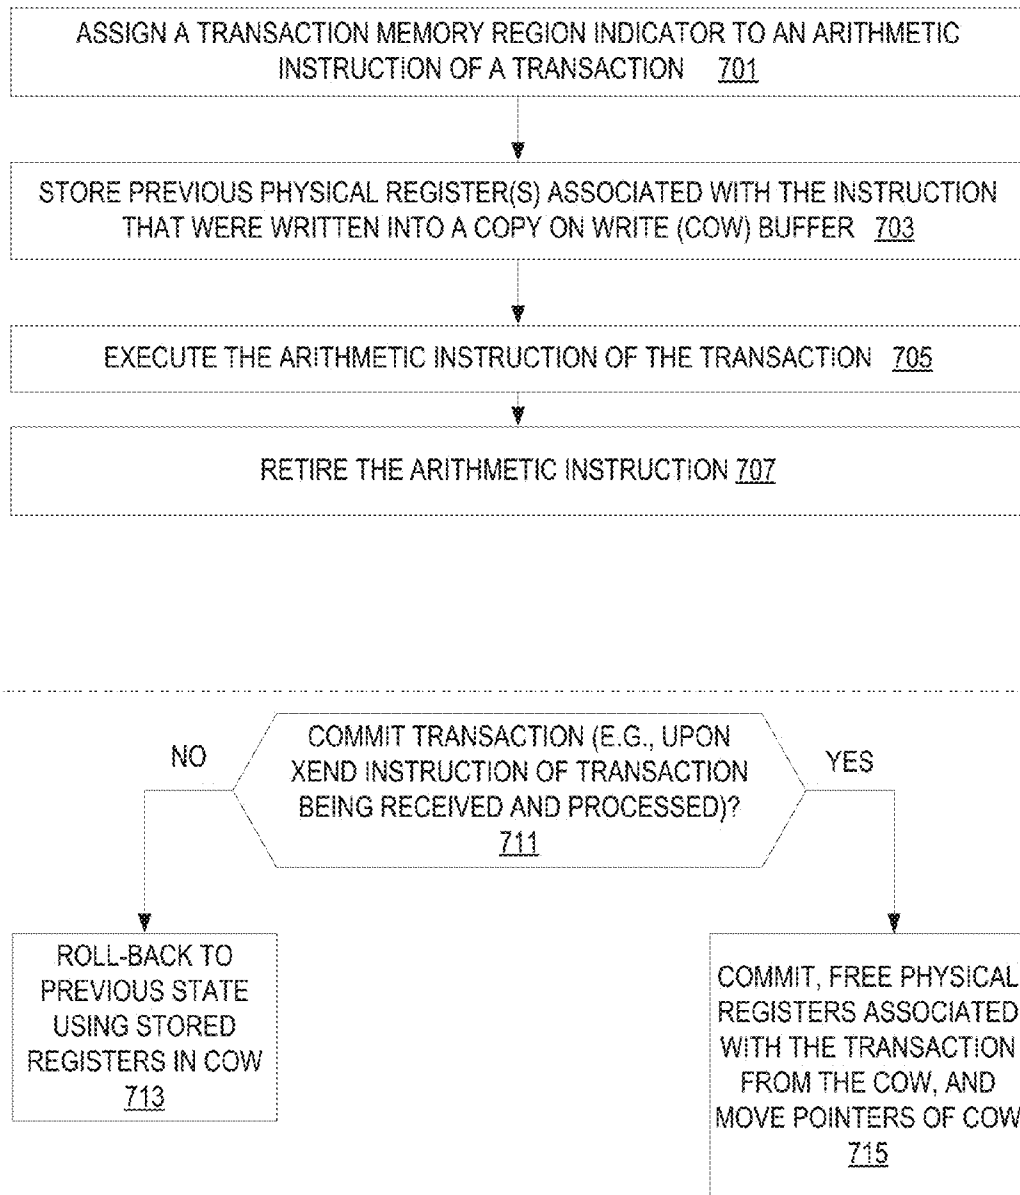 ASSIGN A TRANSACTION MEMORY REGION INDICATOR TO AN ARITHMETIC
INSTRUCTION OF A TRANSACTION 701
STORE PREVIOUS PHYSICAL REGISTER(S) ASSOCIATED WITH THE INSTRUCTION
THAT WERE WRITTEN INTO A COPY ON WRITE (COW) BUFFER 703
EXECUTE THE ARITHMETIC INSTRUCTION OF THE TRANSACTION 705
RETIRE THE ARITHMETIC INSTRUCTION 707
NO
COMMIT TRANSACTION (E.G., UPON
XEND INSTRUCTION OF TRANSACTION
BEING RECEIVED AND PROCESSED)?
711
YES
ROLL-BACK TO
PREVIOUS STATE
USING STORED
REGISTERS IN COW
713
COMMIT, FREE PHYSICAL
REGISTERS ASSOCIATED
WITH THE TRANSACTION
FROM THE COW, AND
MOVE POINTERS OF COW
715